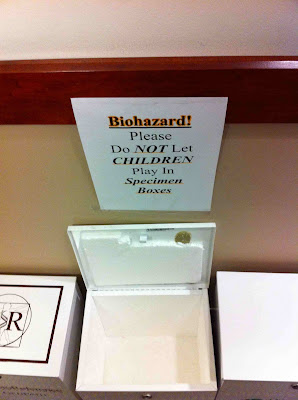 Biohazard!
Please
Do NOT Let
CHILDREN
Play In
Specimen
Boxes
R